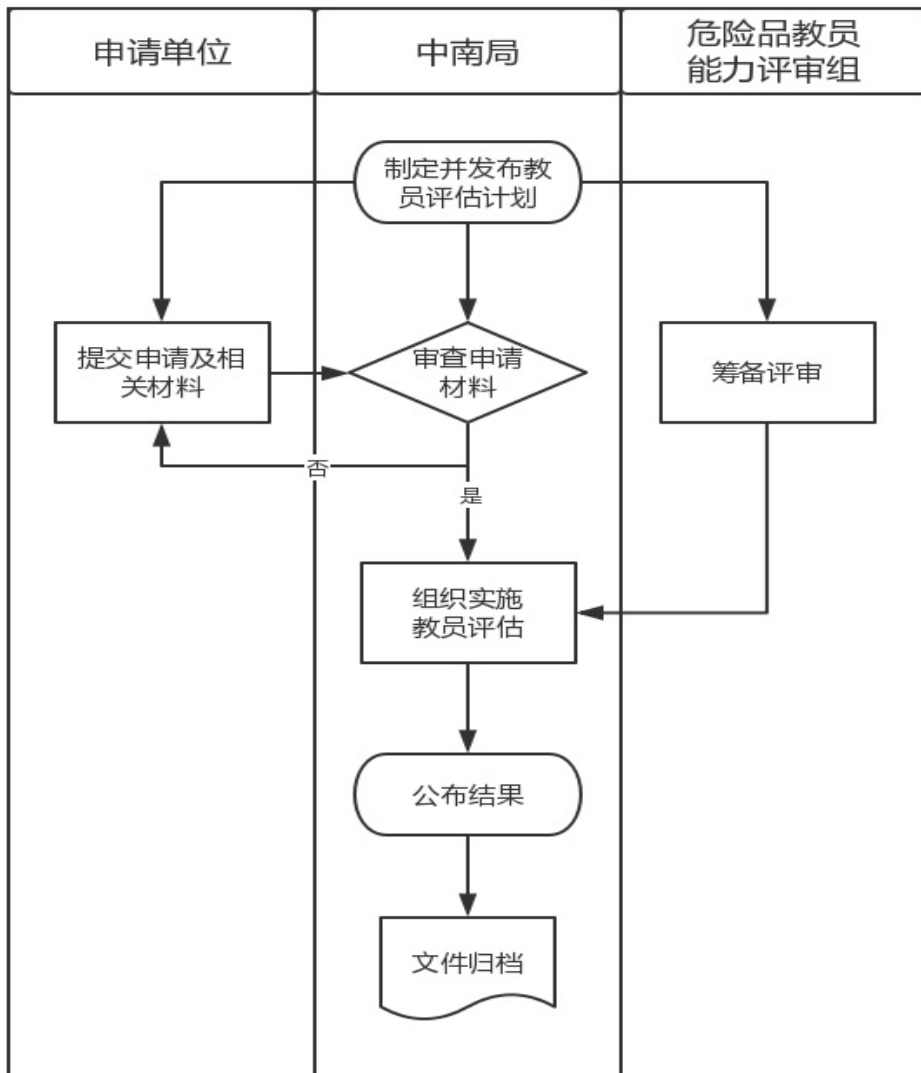 申请单位
中南局
危险品教员
能力评审组
制定并发布教
员评估计划
提交申请及相
关材料
审查申请
材料
筹备评审
否
是
组织实施
教员评估
公布结果
文件归档